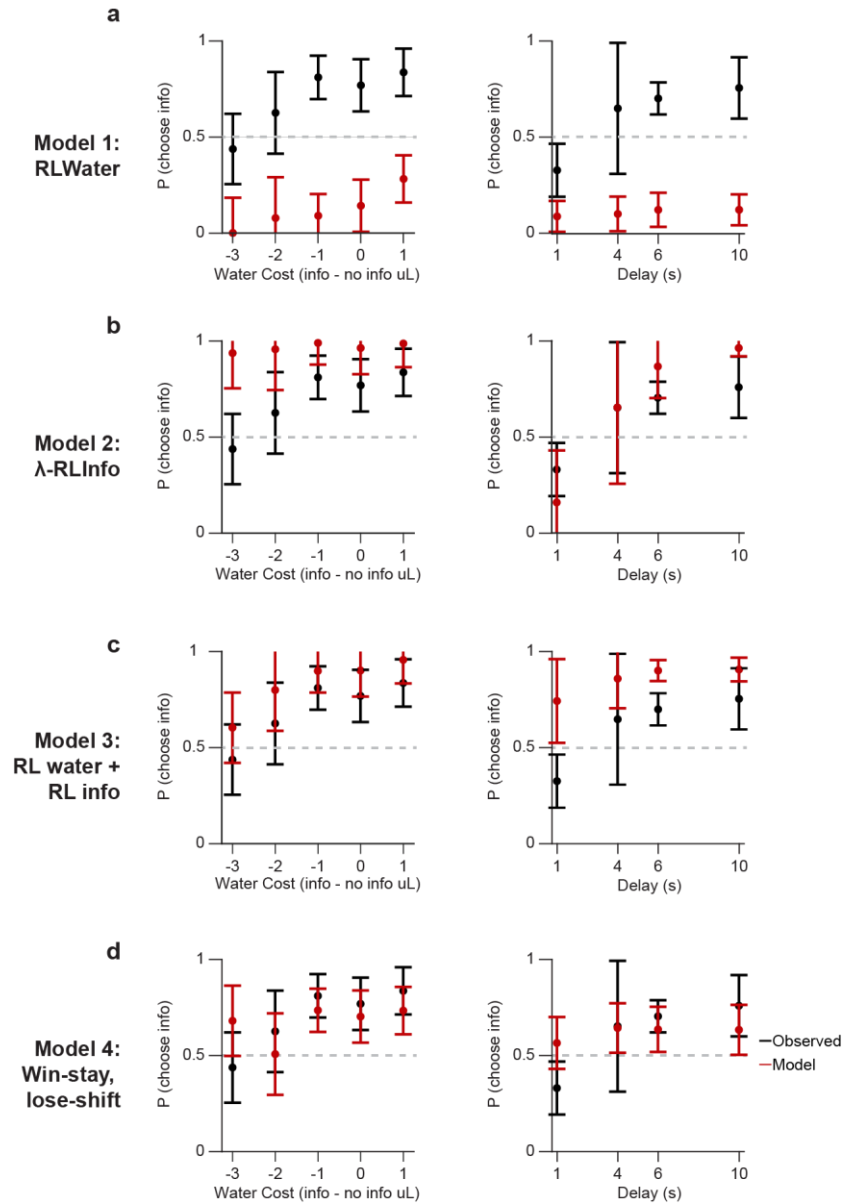 a
Model 1:
RLWater
P (choose info)
1
0.5
0
-3 -2 -1 0 1
Water Cost (info - no info uL)
P (choose info)
1
0.5
0
1 4 6 10
Delay (s)
b
Model 2:
λ-RLInfo
P (choose info)
1
0.5
0
-3 -2 -1 0 1
Water Cost (info - no info uL)
P (choose info)
1
0.5
0
1 4 6 10
Delay (s)
c
Model 3:
RL water +
RL info
P (choose info)
1
0.5
0
-3 -2 -1 0 1
Water Cost (info - no info uL)
P (choose info)
1
0.5
0
1 4 6 10
Delay (s)
d
Model 4:
Win-stay,
lose-shift
P (choose info)
1
0.5
0
-3 -2 -1 0 1
Water Cost (info - no info uL)
P (choose info)
1
0.5
0
1 4 6 10
Delay (s)
Observed
Model